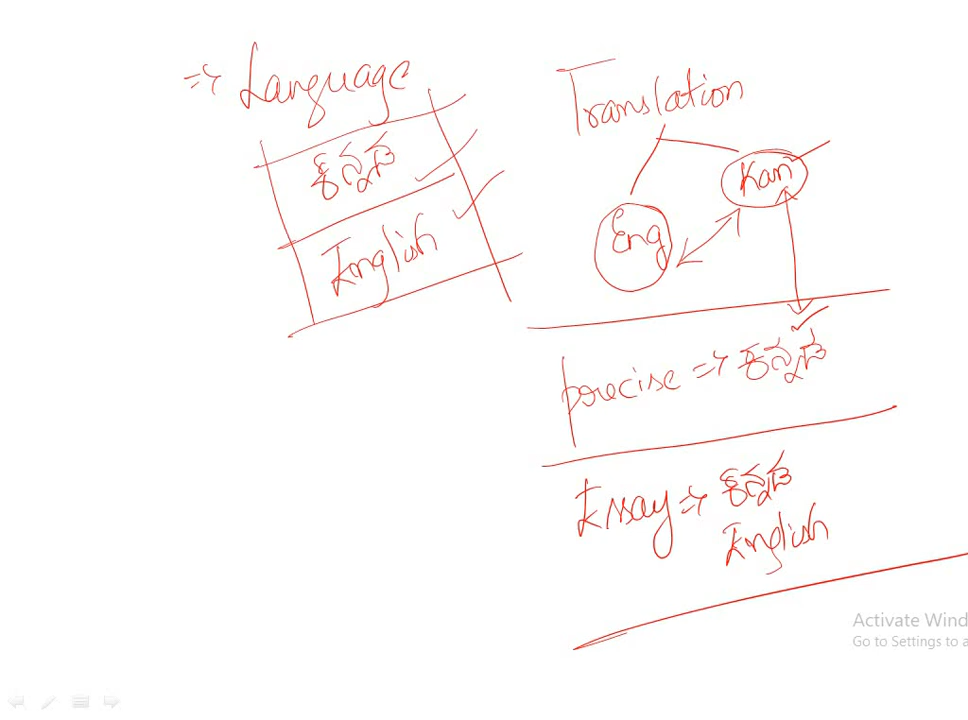 => Language
ಕನ್ನಡ
English
Translation
Eng
Kan
precise => ಕನ್ನಡ
Essay => ಕನ್ನಡ
English
Activate Wind
Go to Settings to a